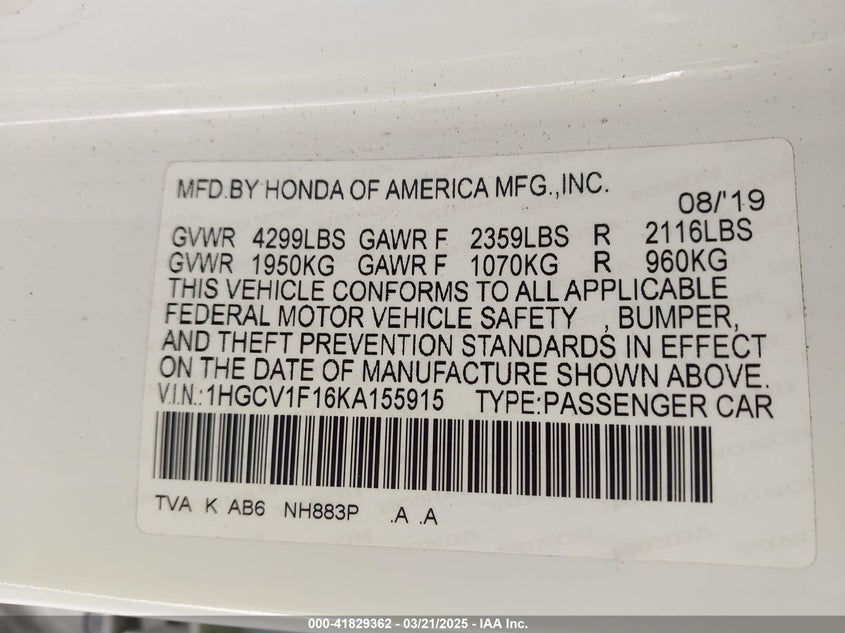 MFD.BY HONDA OF AMERICA MFG.,INC.
08/'19
GVWR 4299LBS GAWR F 2359LBS R 2116LBS
GVWR 1950KG GAWR F 1070KG R 960KG
THIS VEHICLE CONFORMS TO ALL APPLICABLE
FEDERAL MOTOR VEHICLE SAFETY , BUMPER,
AND THEFT PREVENTION STANDARDS IN EFFECT
ON THE DATE OF MANUFACTURE SHOWN ABOVE.
V.I.N.:1HGCV1F16KA155915 TYPE:PASSENGER CAR
TVA K AB6 NH883P .A .A
000-41829362 - 03/21/2025 - IAA Inc.